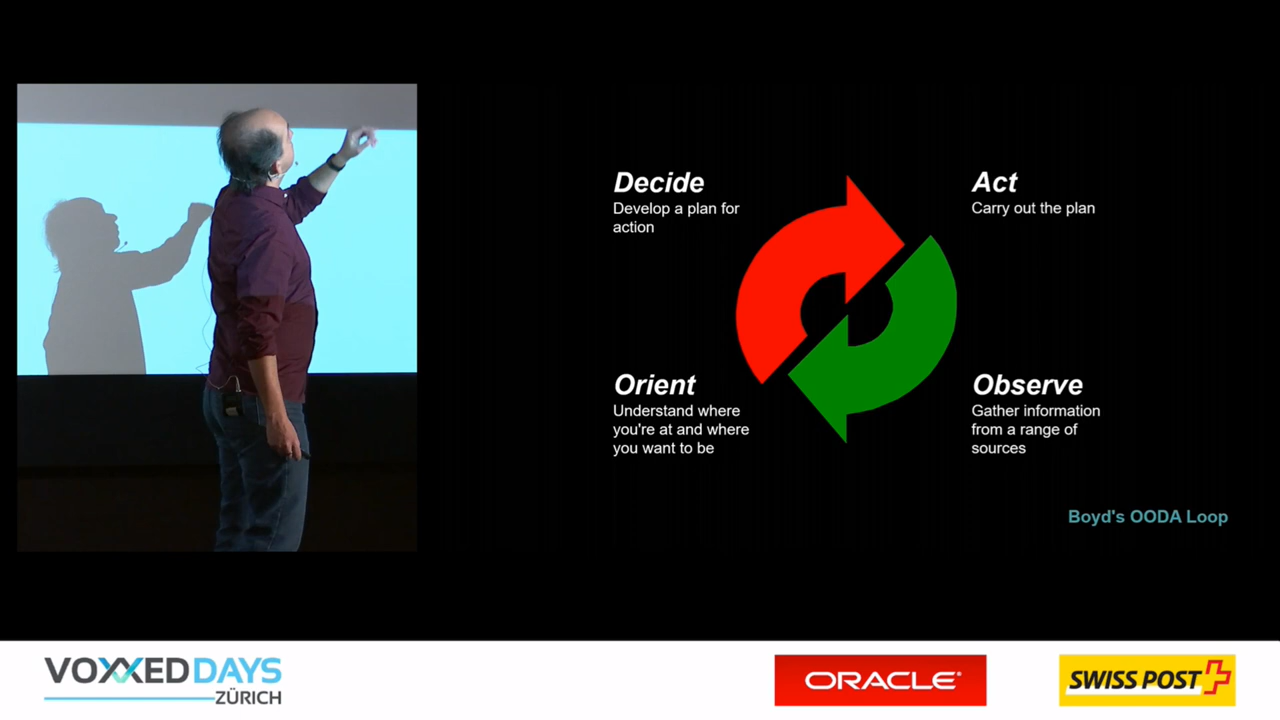 Decide
Develop a plan for
action
Act
Carry out the plan
Orient
Understand where
you're at and where
you want to be
Observe
Gather information
from a range of
sources
Boyd's OODA Loop
VOXXED DAYS
ZÜRICH
ORACLE®
SWISS POST